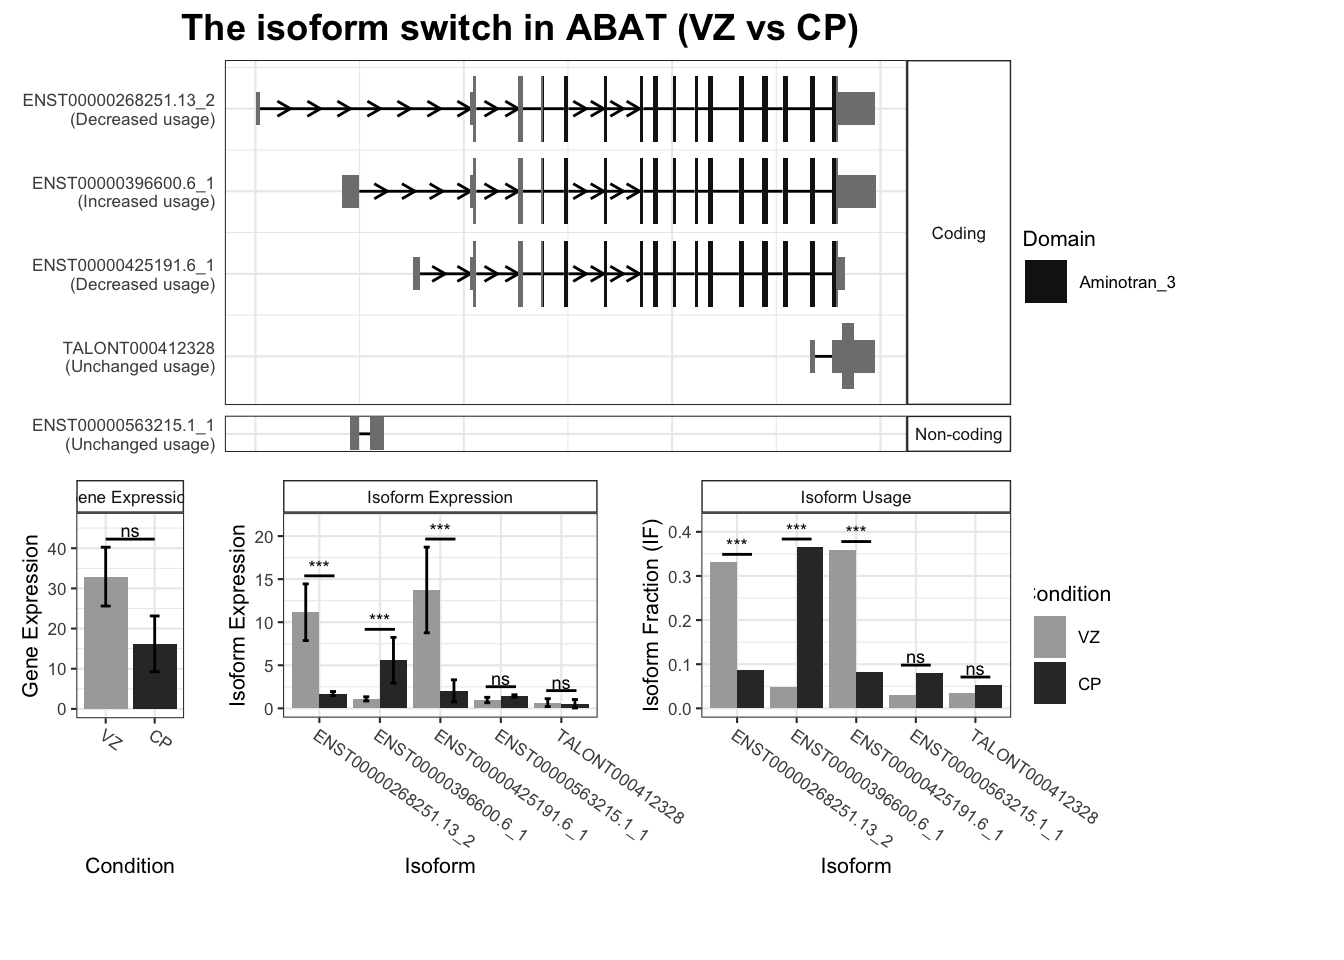 The isoform switch in ABAT (VZ vs CP)
ENST00000268251.13_2
(Decreased usage)
ENST00000396600.6_1
(Increased usage)
ENST00000425191.6_1
(Decreased usage)
TALONT000412328
(Unchanged usage)
Coding
ENST00000563215.1_1
(Unchanged usage)
Non-coding
Domain
Aminotran_3
ene Expressio
Gene Expression
40
30
20
10
0
ns
VZ
CP
Condition
Isoform Expression
Isoform Expression
20
15
10
5
0
***
***
***
ns
ns
ENST00000268251.13_2
ENST00000396600.6_1
ENST00000425191.6_1
ENST00000563215.1_1
TALONT000412328
Isoform
Isoform Usage
Isoform Fraction (IF)
0.4
0.3
0.2
0.1
0.0
***
***
***
ns
ns
ENST00000268251.13_2
ENST00000396600.6_1
ENST00000425191.6_1
ENST00000563215.1_1
TALONT000412328
Isoform
ondition
VZ
CP